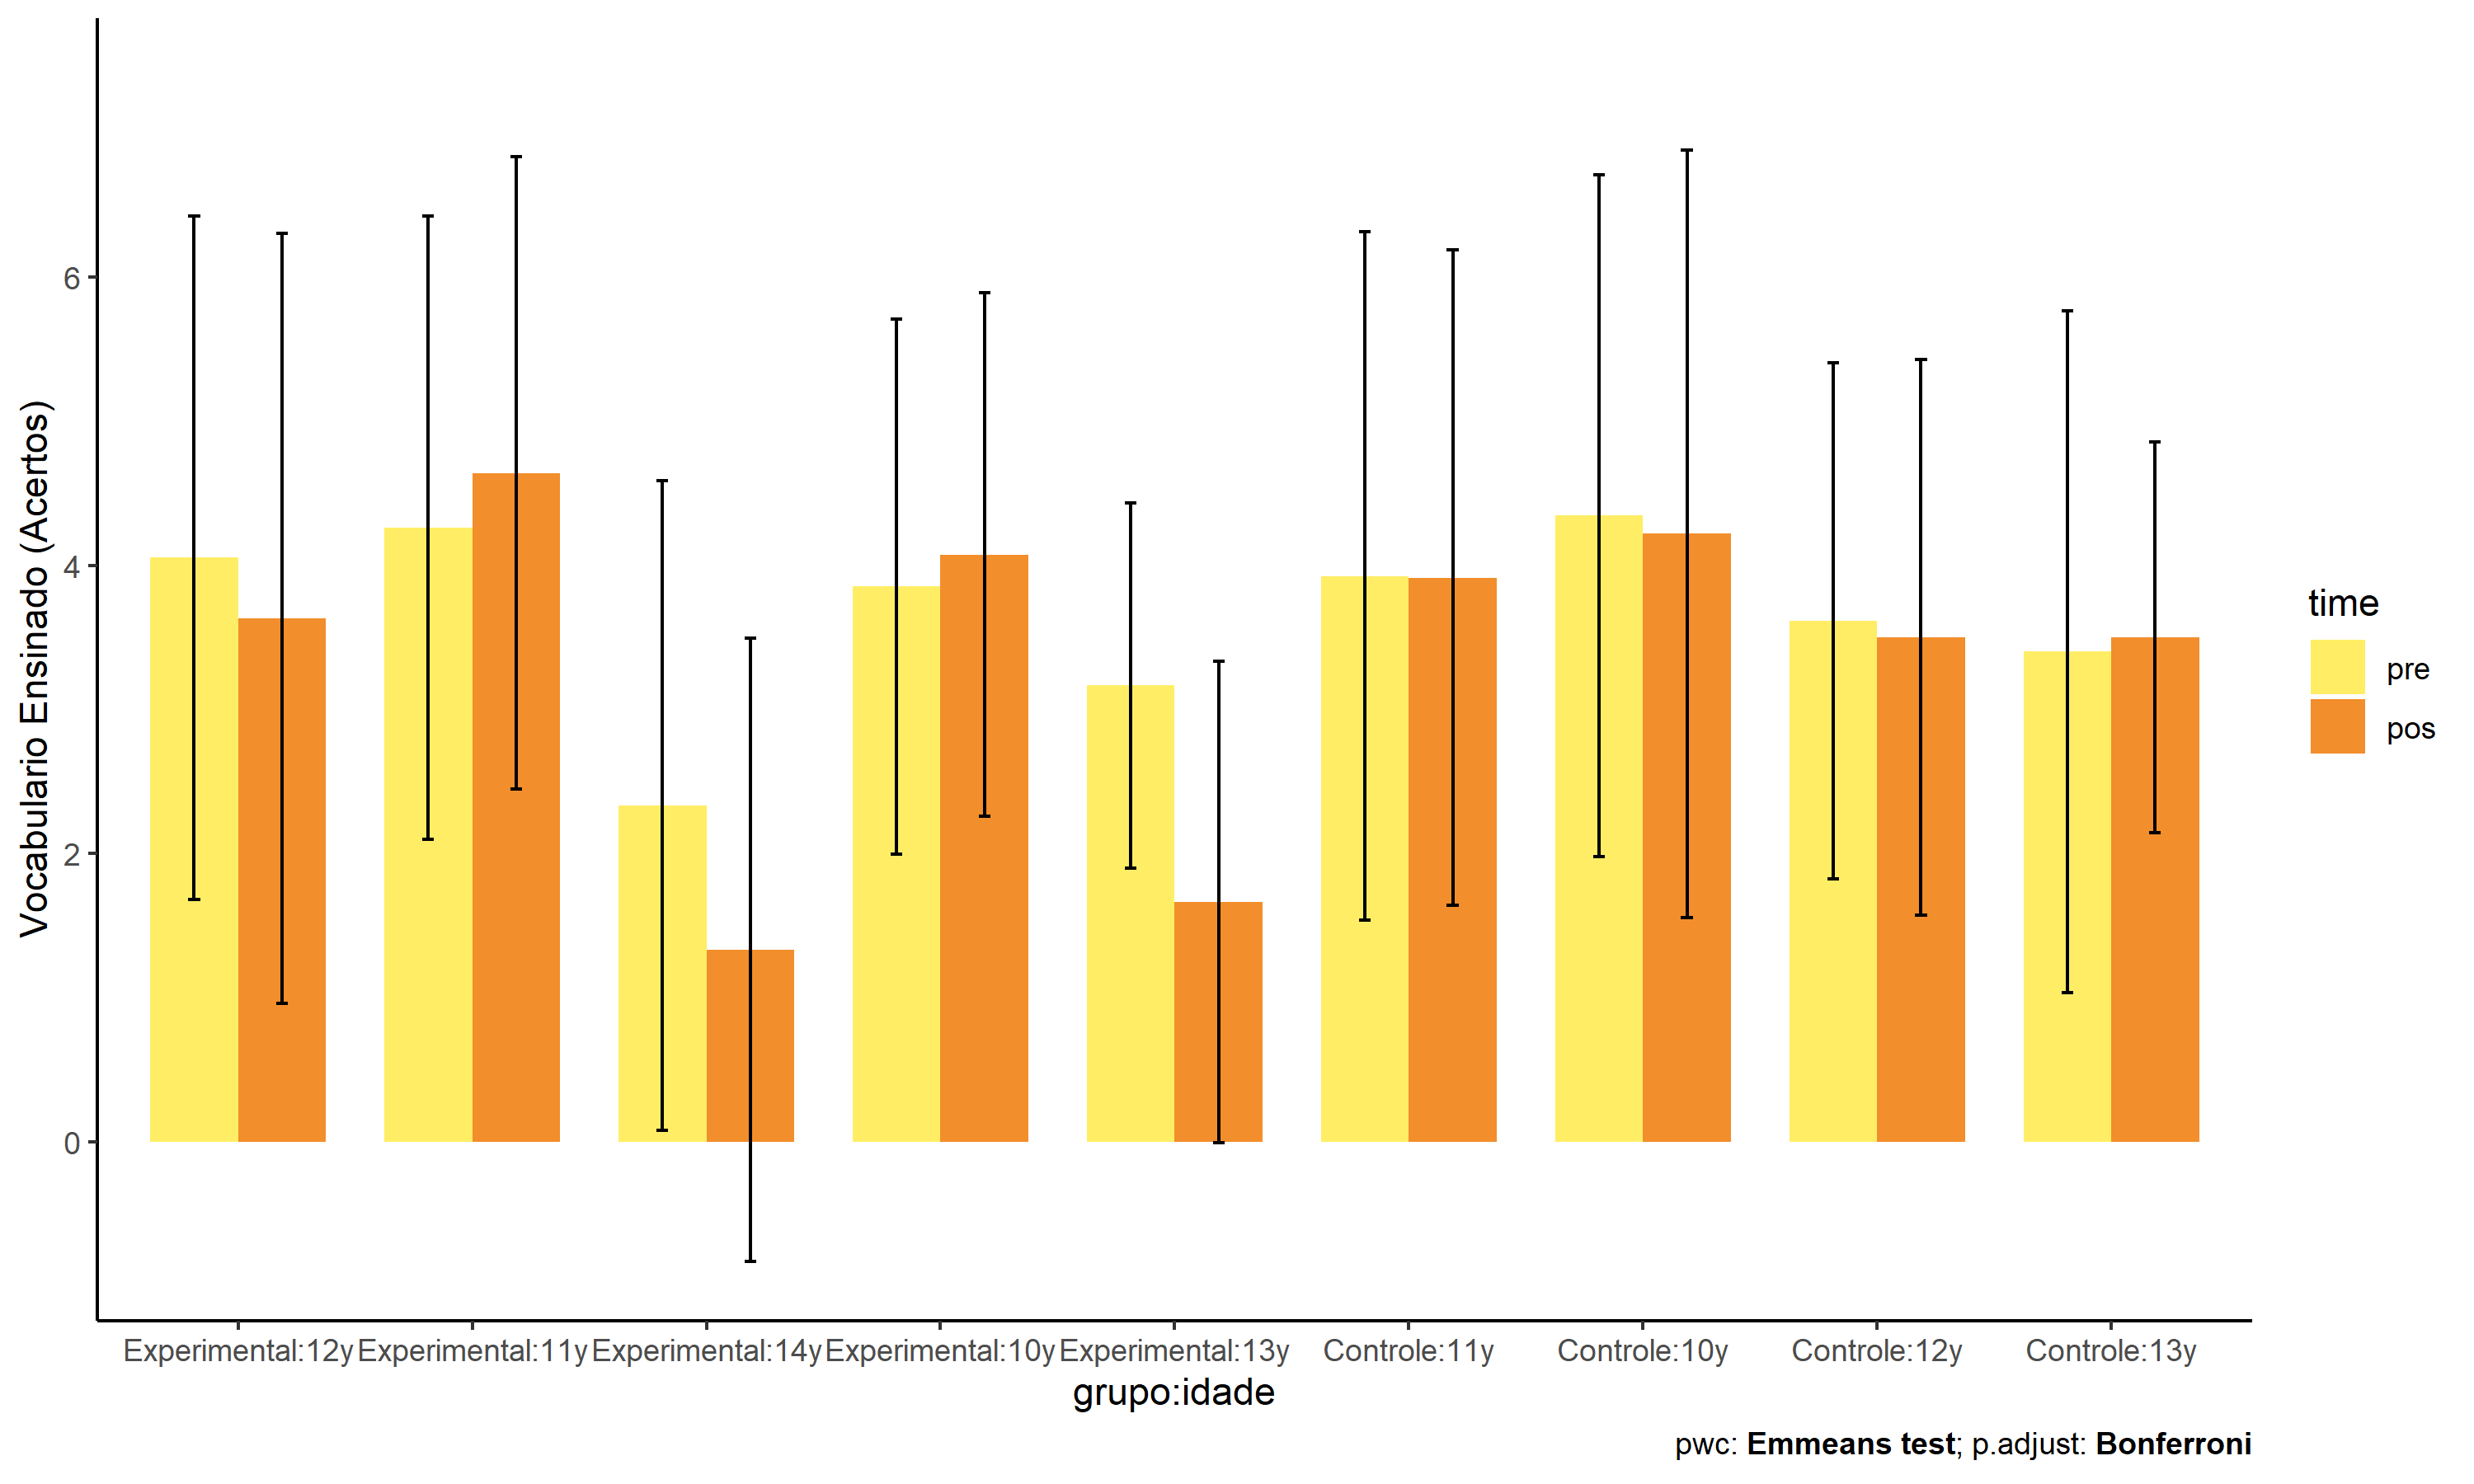 Vocabulario Ensinado (Acertos)
6
4
2
0
Experimental:12y Experimental:11y Experimental:14y Experimental:10y Experimental:13y Controle:11y Controle:10y Controle:12y Controle:13y
grupo:idade
time
pre
pos
pwc: Emmeans test; p.adjust: Bonferroni